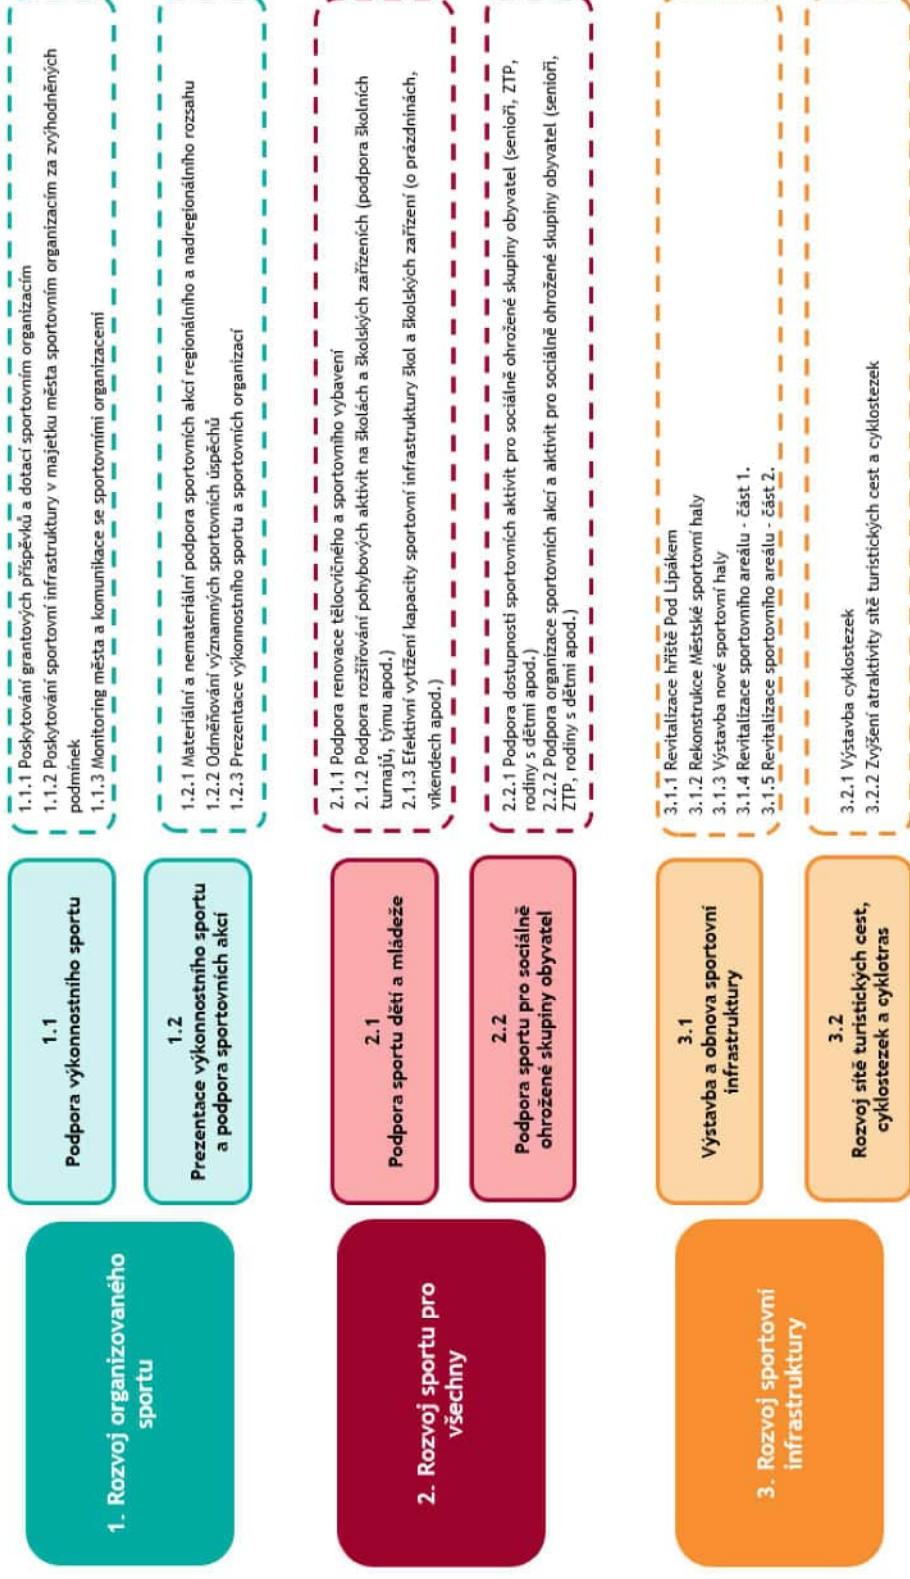 1. Rozvoj organizovaného
sportu
1.1
Podpora výkonnostního sportu
1.1.1 Poskytování grantových příspěvků a dotací sportovním organizacím
1.1.2 Poskytování sportovní infrastruktury v majetku města sportovním organizacím za zvýhodněných
podmínek
1.1.3 Monitoring města a komunikace se sportovními organizacemi
1.2
Prezentace výkonnostního sportu
a podpora sportovních akcí
1.2.1 Materiální a nemateriální podpora sportovních akcí regionálního a nadregionálního rozsahu
1.2.2 Odměňování významných sportovních úspěchů
1.2.3 Prezentace výkonnostního sportu a sportovních organizací
2. Rozvoj sportu pro
všechny
2.1
Podpora sportu dětí a mládeže
2.1.1 Podpora renovace tělocvičného a sportovního vybavení
2.1.2 Podpora rozšiřování pohybových aktivit na školách a školských zařízeních (podpora školních
turnajů, týmu apod.)
2.1.3 Efektivní vytížení kapacity sportovní infrastruktury škol a školských zařízení (o prázdninách,
víkendech apod.)
2.2
Podpora sportu pro sociálně
ohrožené skupiny obyvatel
2.2.1 Podpora dostupnosti sportovních aktivit pro sociálně ohrožené skupiny obyvatel (senioři, ZTP,
rodiny s dětmi apod.)
2.2.2 Podpora organizace sportovních akcí a aktivit pro sociálně ohrožené skupiny obyvatel (senioři,
ZTP, rodiny s dětmi apod.)
3. Rozvoj sportovní
infrastruktury
3.1
Výstavba a obnova sportovní
infrastruktury
3.1.1 Revitalizace hřiště Pod Lipákem
3.1.2 Rekonstrukce Městské sportovní haly
3.1.3 Výstavba nové sportovní haly
3.1.4 Revitalizace sportovního areálu - část 1.
3.1.5 Revitalizace sportovního areálu - část 2.
3.2
Rozvoj sítě turistických cest,
cyklostezek a cyklotras
3.2.1 Výstavba cyklostezek
3.2.2 Zvýšení atraktivity sítě turistických cest a cyklostezek